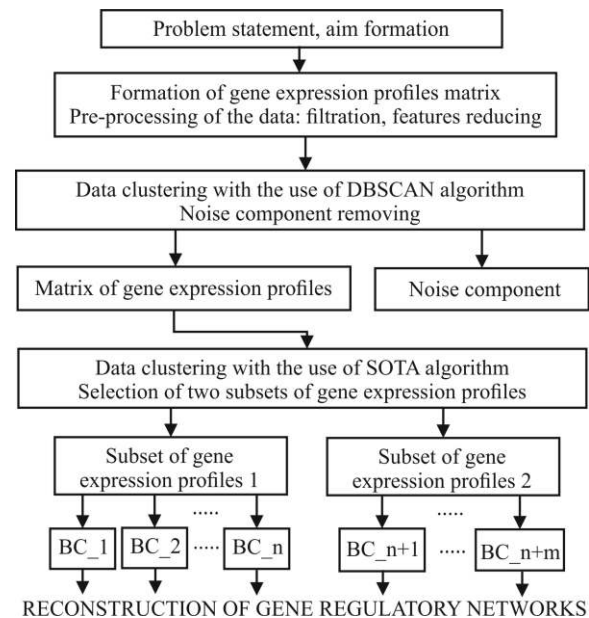 Problem statement, aim formation
Formation of gene expression profiles matrix
Pre-processing of the data: filtration, features reducing
Data clustering with the use of DBSCAN algorithm
Noise component removing
Matrix of gene expression profiles
Noise component
Data clustering with the use of SOTA algorithm
Selection of two subsets of gene expression profiles
Subset of gene
expression profiles 1
Subset of gene
expression profiles 2
.....
.....
BC_1
BC_2
.....
BC_n
BC_n+1
.....
BC_n+m
RECONSTRUCTION OF GENE REGULATORY NETWORKS